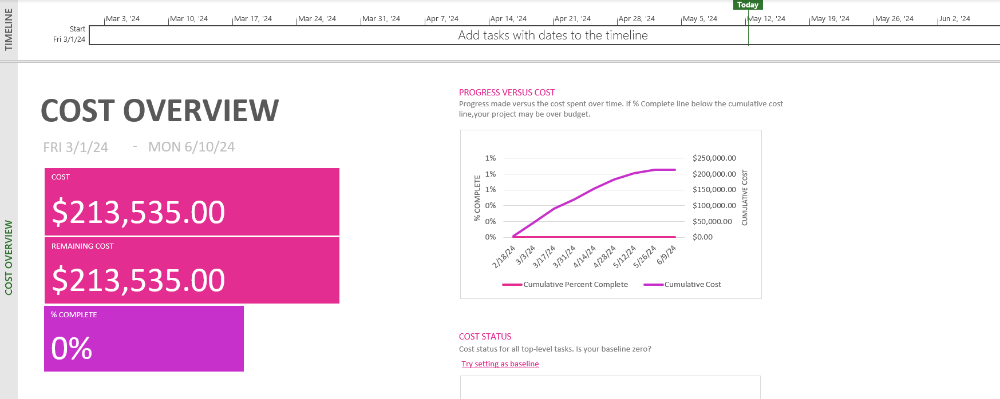 TIMELINE
Today
Mar 3, '24 Mar 10, '24 Mar 17, '24 Mar 24, '24 Mar 31, '24 Apr 7, '24 Apr 14, '24 Apr 21, '24 Apr 28, '24 May 5, '24 May 12, '24 May 19, '24 May 26, '24 Jun 2, '24
Start
Fri 3/1/24
Add tasks with dates to the timeline
COST OVERVIEW
COST OVERVIEW
FRI 3/1/24 - MON 6/10/24
COST
$213,535.00
REMAINING COST
$213,535.00
% COMPLETE
0%
PROGRESS VERSUS COST
Progress made versus the cost spent over time. If % Complete line below the cumulative cost
line,your project may be over budget.
% COMPLETE
1%
1%
1%
0%
0%
0%
$250,000.00
$200,000.00
$150,000.00
$100,000.00
$50,000.00
$0.00
CUMULATIVE COST
2/18/24 3/3/24 3/17/24 3/31/24 4/14/24 4/28/24 5/12/24 5/26/24 6/9/24
Cumulative Percent Complete Cumulative Cost
COST STATUS
Cost status for all top-level tasks. Is your baseline zero?
Try setting as baseline